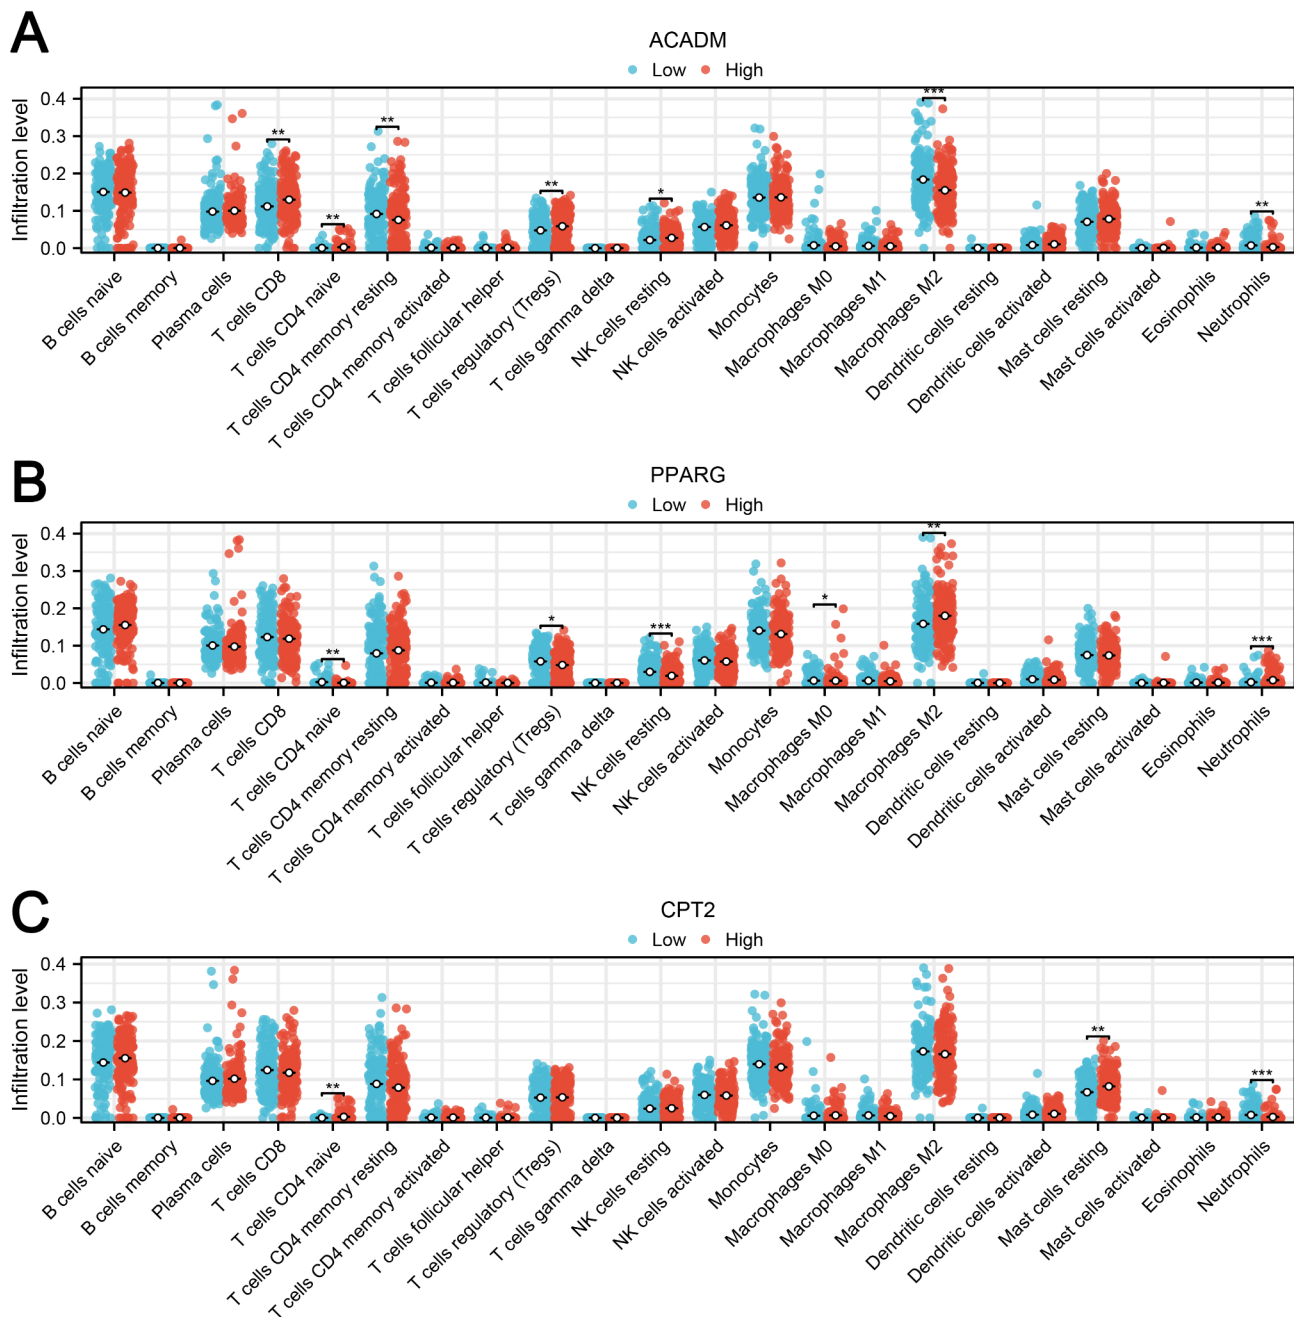 A
ACADM
Low High
Infiltration level
0.4
0.3
0.2
0.1
0.0
** ** ** ** * *** **
B cells naive
B cells memory
Plasma cells
T cells CD8
T cells CD4 naive
T cells CD4 memory resting
T cells CD4 memory activated
T cells follicular helper
T cells regulatory (Tregs)
T cells gamma delta
NK cells resting
NK cells activated
Monocytes
Macrophages M0
Macrophages M1
Macrophages M2
Dendritic cells resting
Dendritic cells activated
Mast cells resting
Mast cells activated
Eosinophils
Neutrophils
B
PPARG
Low High
Infiltration level
0.4
0.3
0.2
0.1
0.0
** * *** * ** ***
B cells naive
B cells memory
Plasma cells
T cells CD8
T cells CD4 naive
T cells CD4 memory resting
T cells CD4 memory activated
T cells follicular helper
T cells regulatory (Tregs)
T cells gamma delta
NK cells resting
NK cells activated
Monocytes
Macrophages M0
Macrophages M1
Macrophages M2
Dendritic cells resting
Dendritic cells activated
Mast cells resting
Mast cells activated
Eosinophils
Neutrophils
C
CPT2
Low High
Infiltration level
0.4
0.3
0.2
0.1
0.0
** ** ***
B cells naive
B cells memory
Plasma cells
T cells CD8
T cells CD4 naive
T cells CD4 memory resting
T cells CD4 memory activated
T cells follicular helper
T cells regulatory (Tregs)
T cells gamma delta
NK cells resting
NK cells activated
Monocytes
Macrophages M0
Macrophages M1
Macrophages M2
Dendritic cells resting
Dendritic cells activated
Mast cells resting
Mast cells activated
Eosinophils
Neutrophils